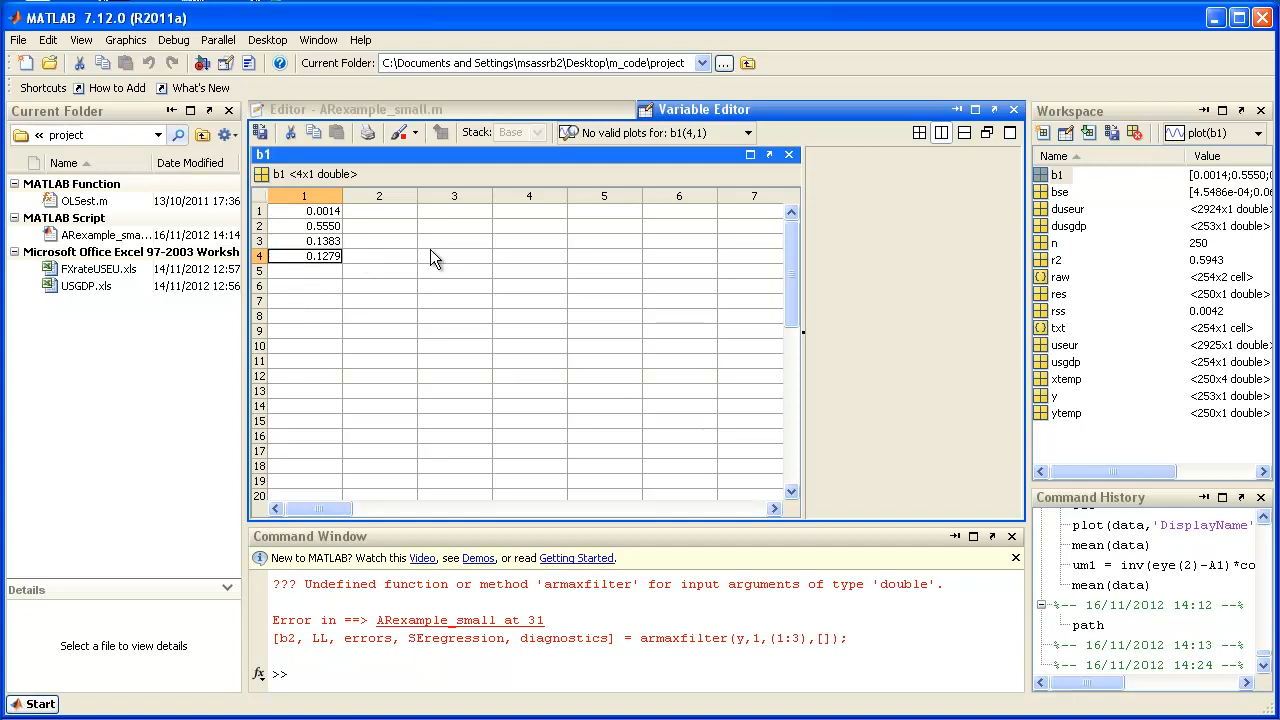 MATLAB 7.12.0 (R2011a)
File Edit View Graphics Debug Parallel Desktop Window Help
Current Folder: C:\Documents and Settings\msassrb2\Desktop\m_code\project
Shortcuts How to Add What's New
Current Folder
« project
Name Date Modified
MATLAB Function
OLSest.m 13/10/2011 17:36
MATLAB Script
ARexample_sma... 16/11/2012 14:14
Microsoft Office Excel 97-2003 Worksh
FXrateUSEU.xls 14/11/2012 12:57
USGDP.xls 14/11/2012 12:56
Details
Select a file to view details
Start
Editor - ARexample_small.m
Variable Editor
Stack: Base No valid plots for: b1(4,1)
b1
b1 <4x1 double>
1 2 3 4 5 6 7
1 0.0014
2 0.5550
3 0.1383
4 0.1279
5
6
7
8
9
10
11
12
13
14
15
16
17
18
19
20
Command Window
New to MATLAB? Watch this Video, see Demos, or read Getting Started.
??? Undefined function or method 'armaxfilter' for input arguments of type 'double'.
Error in ==> ARexample_small at 31
[b2, LL, errors, SEregression, diagnostics] = armaxfilter(y,1,(1:3),[]);
fx >>
Workspace
plot(b1)
Name Value
b1 [0.0014;0.5550;
bse [4.5486e-04;0.06
duseur <2924x1 double>
dusgdp <253x1 double>
n 250
r2 0.5943
raw <254x2 cell>
res <250x1 double>
rss 0.0042
txt <254x1 cell>
useur <2925x1 double>
usgdp <254x1 double>
xtemp <250x4 double>
y <253x1 double>
ytemp <250x1 double>
Command History
plot(data,'DisplayName'
mean(data)
um1 = inv(eye(2)-A1)*co
mean(data)
%-- 16/11/2012 14:12 --%
path
%-- 16/11/2012 14:13 --%
%-- 16/11/2012 14:24 --%